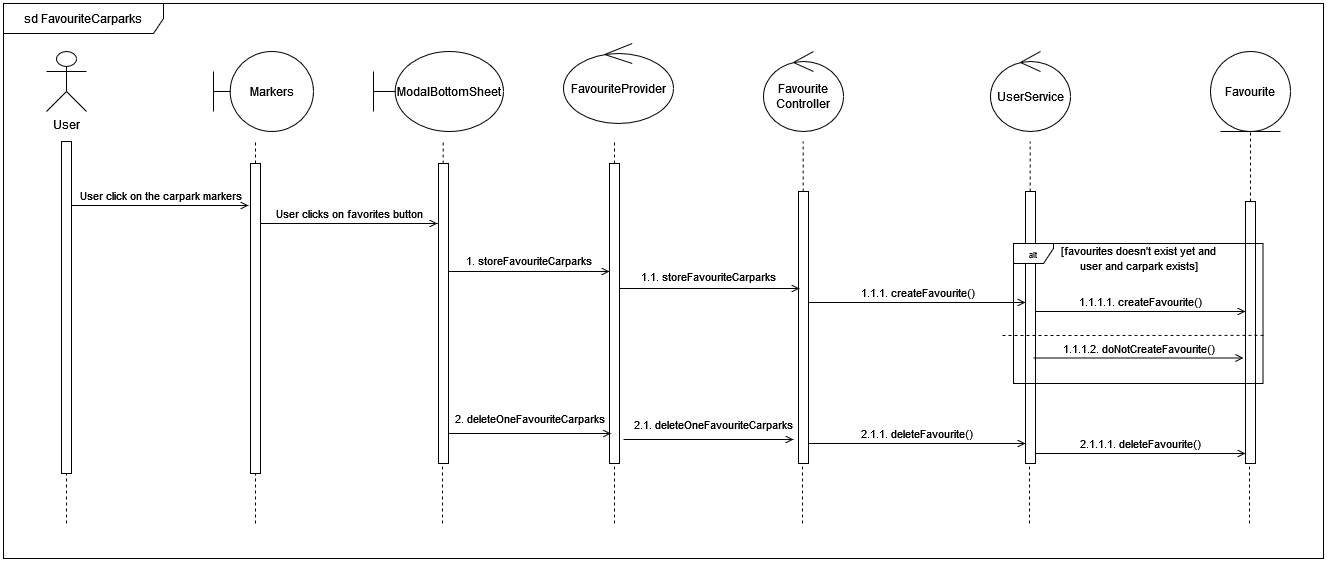 sd FavouriteCarparks
User
Markers
ModalBottomSheet
FavouriteProvider
Favourite
Controller
UserService
Favourite
User click on the carpark markers
User clicks on favorites button
1. storeFavouriteCarparks
1.1. storeFavouriteCarparks
1.1.1. createFavourite()
alt
[favourites doesn't exist yet and
user and carpark exists]
1.1.1.1. createFavourite()
1.1.1.2. doNotCreateFavourite()
2. deleteOneFavouriteCarparks
2.1. deleteOneFavouriteCarparks
2.1.1. deleteFavourite()
2.1.1.1. deleteFavourite()